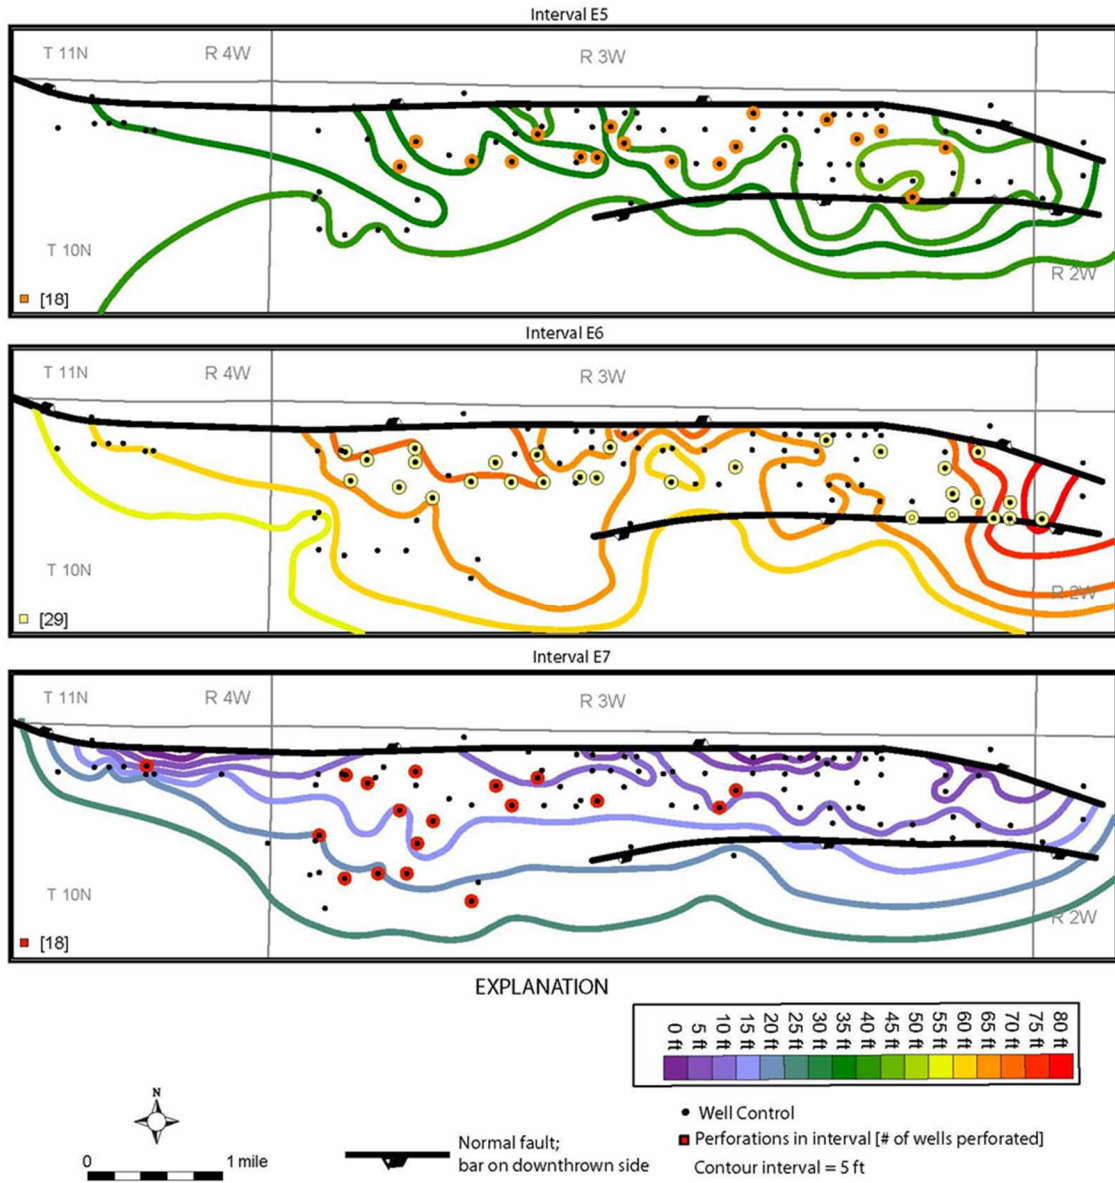 Interval E5
T 11N R 4W R 3W
T 10N
R 2W
[18]
Interval E6
T 11N R 4W R 3W
T 10N
R 2W
[29]
Interval E7
T 11N R 4W R 3W
T 10N
R 2W
[18]
EXPLANATION
0 ft 5 ft 10 ft 15 ft 20 ft 25 ft 30 ft 35 ft 40 ft 45 ft 50 ft 55 ft 60 ft 65 ft 70 ft 75 ft 80 ft
N
Well Control
Perforations in interval [# of wells perforated]
Contour interval = 5 ft
Normal fault;
bar on downthrown side
0 1 mile